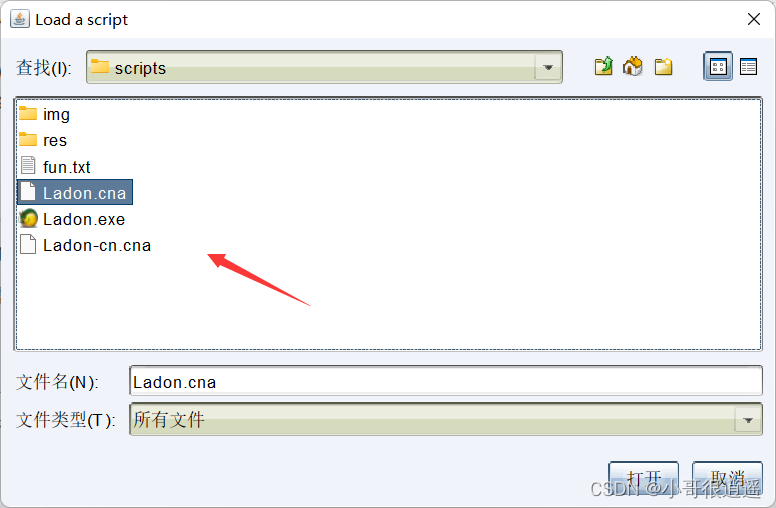 Load a script
查找(I): scripts
img
res
fun.txt
Ladon.cna
Ladon.exe
Ladon-cn.cna
文件名(N): Ladon.cna
文件类型(T): 所有文件
打开 取消
CSDN @小哥很逍遥